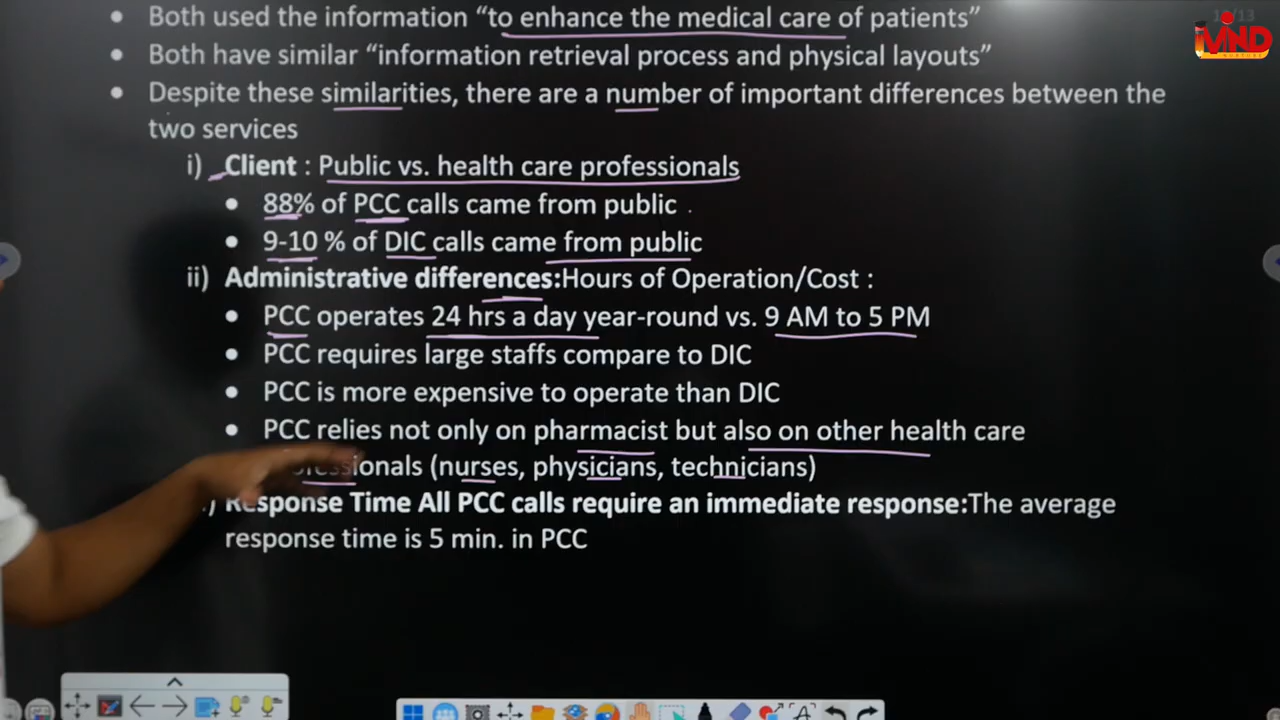 • Both used the information “to enhance the medical care of patients”
• Both have similar “information retrieval process and physical layouts”
• Despite these similarities, there are a number of important differences between the
two services
i) Client : Public vs. health care professionals
• 88% of PCC calls came from public
• 9-10 % of DIC calls came from public
ii) Administrative differences:Hours of Operation/Cost :
• PCC operates 24 hrs a day year-round vs. 9 AM to 5 PM
• PCC requires large staffs compare to DIC
• PCC is more expensive to operate than DIC
• PCC relies not only on pharmacist but also on other health care
(nurses, physicians, technicians)
Response Time All PCC calls require an immediate response:The average
response time is 5 min. in PCC